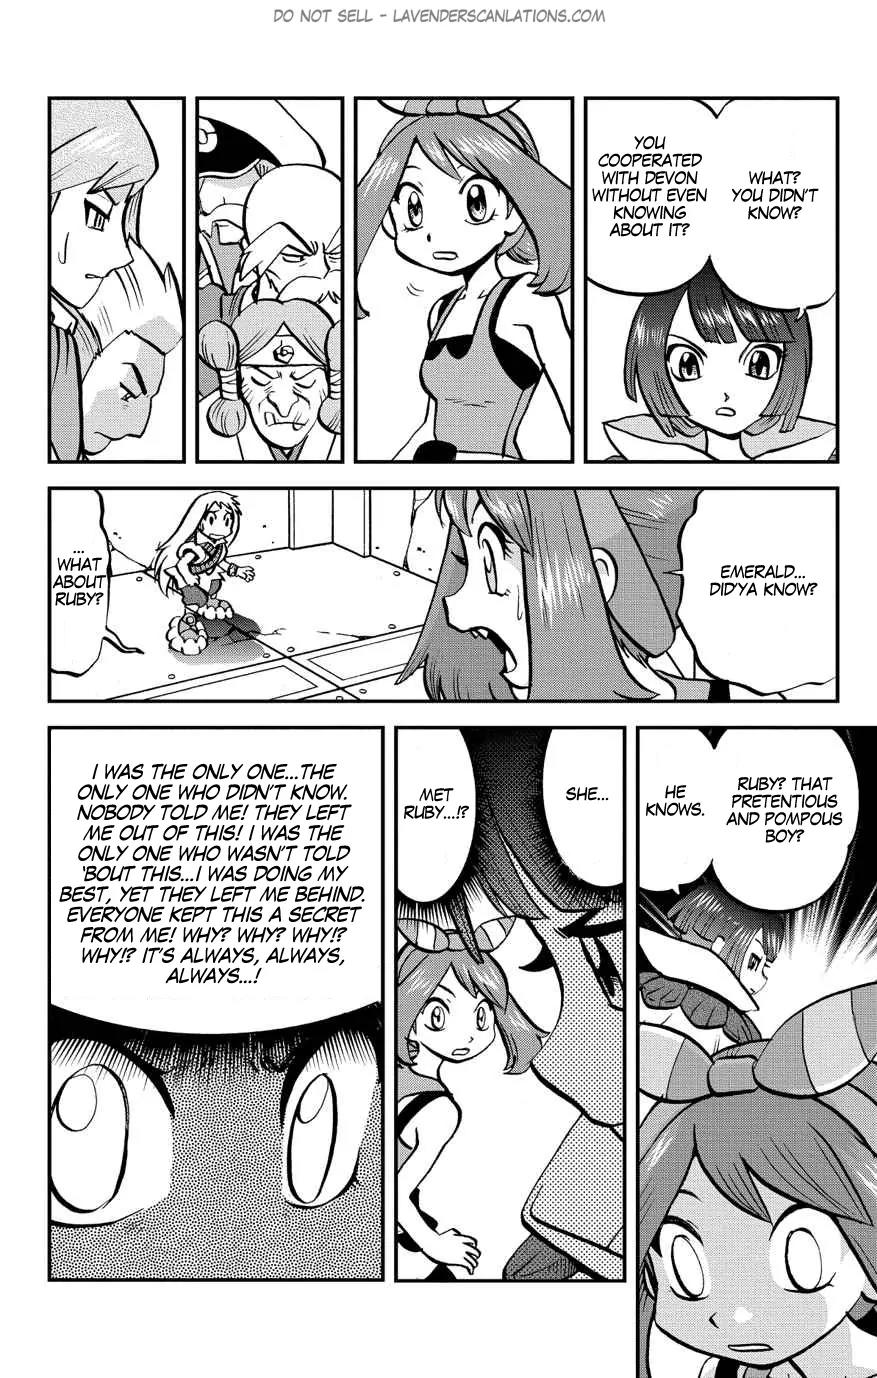 DO NOT SELL - LAVENDERSCANLATIONS.COM
WHAT?
YOU DIDN'T
KNOW?
YOU
COOPERATED
WITH DEVON
WITHOUT EVEN
KNOWING
ABOUT IT?
EMERALD...
DID'YA KNOW?
...
WHAT
ABOUT
RUBY?
RUBY? THAT
PRETENTIOUS
AND POMPOUS
BOY?
HE
KNOWS.
SHE...
MET
RUBY...!?
I WAS THE ONLY ONE...THE
ONLY ONE WHO DIDN'T KNOW.
NOBODY TOLD ME! THEY LEFT
ME OUT OF THIS! I WAS THE
ONLY ONE WHO WASN'T TOLD
'BOUT THIS...I WAS DOING MY
BEST, YET THEY LEFT ME BEHIND.
EVERYONE KEPT THIS A SECRET
FROM ME! WHY? WHY? WHY!?
WHY!? IT'S ALWAYS, ALWAYS,
ALWAYS...!